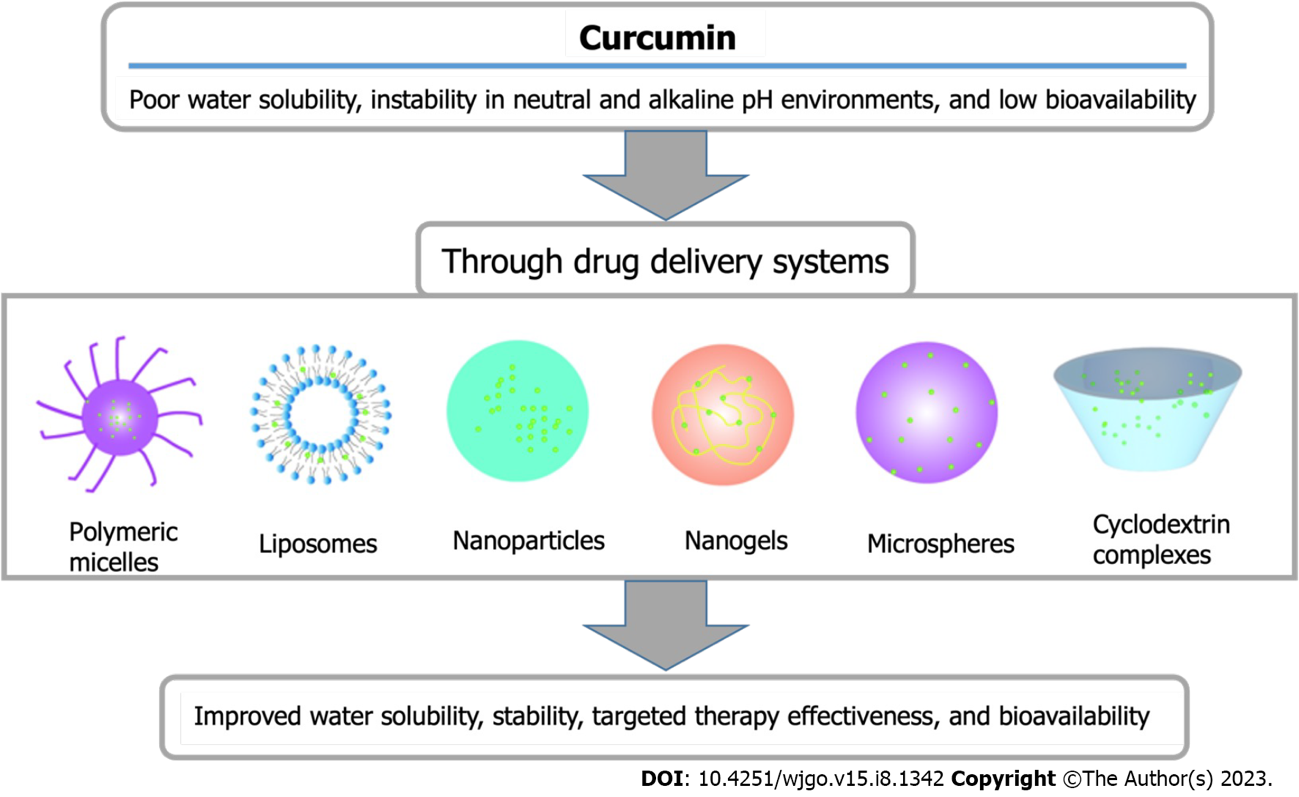 Curcumin
Poor water solubility, instability in neutral and alkaline pH environments, and low bioavailability
Through drug delivery systems
Polymeric
micelles
Liposomes
Nanoparticles
Nanogels
Microspheres
Cyclodextrin
complexes
Improved water solubility, stability, targeted therapy effectiveness, and bioavailability
DOI: 10.4251/wjgo.v15.i8.1342 Copyright ©The Author(s) 2023.